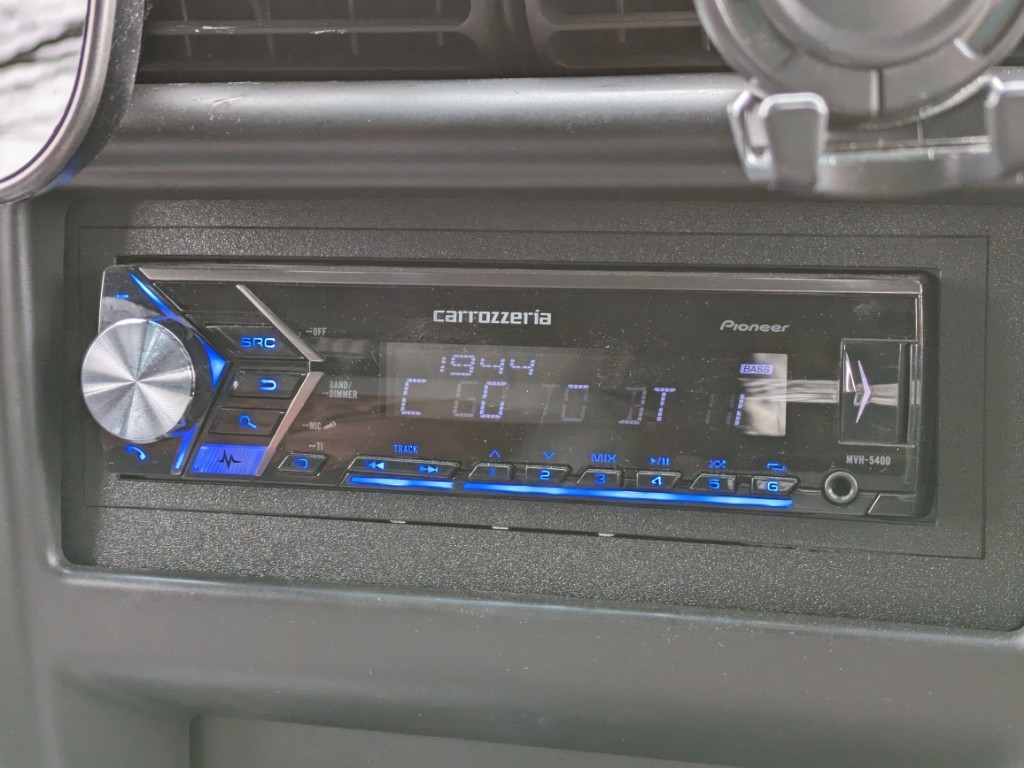 carrozzeria
Pioneer
OFF
SRC
1944
BASS
BAND/
DIMMER
MIC
TI
TRACK
MIX
1 2 3 4 5 6
MVH-5400